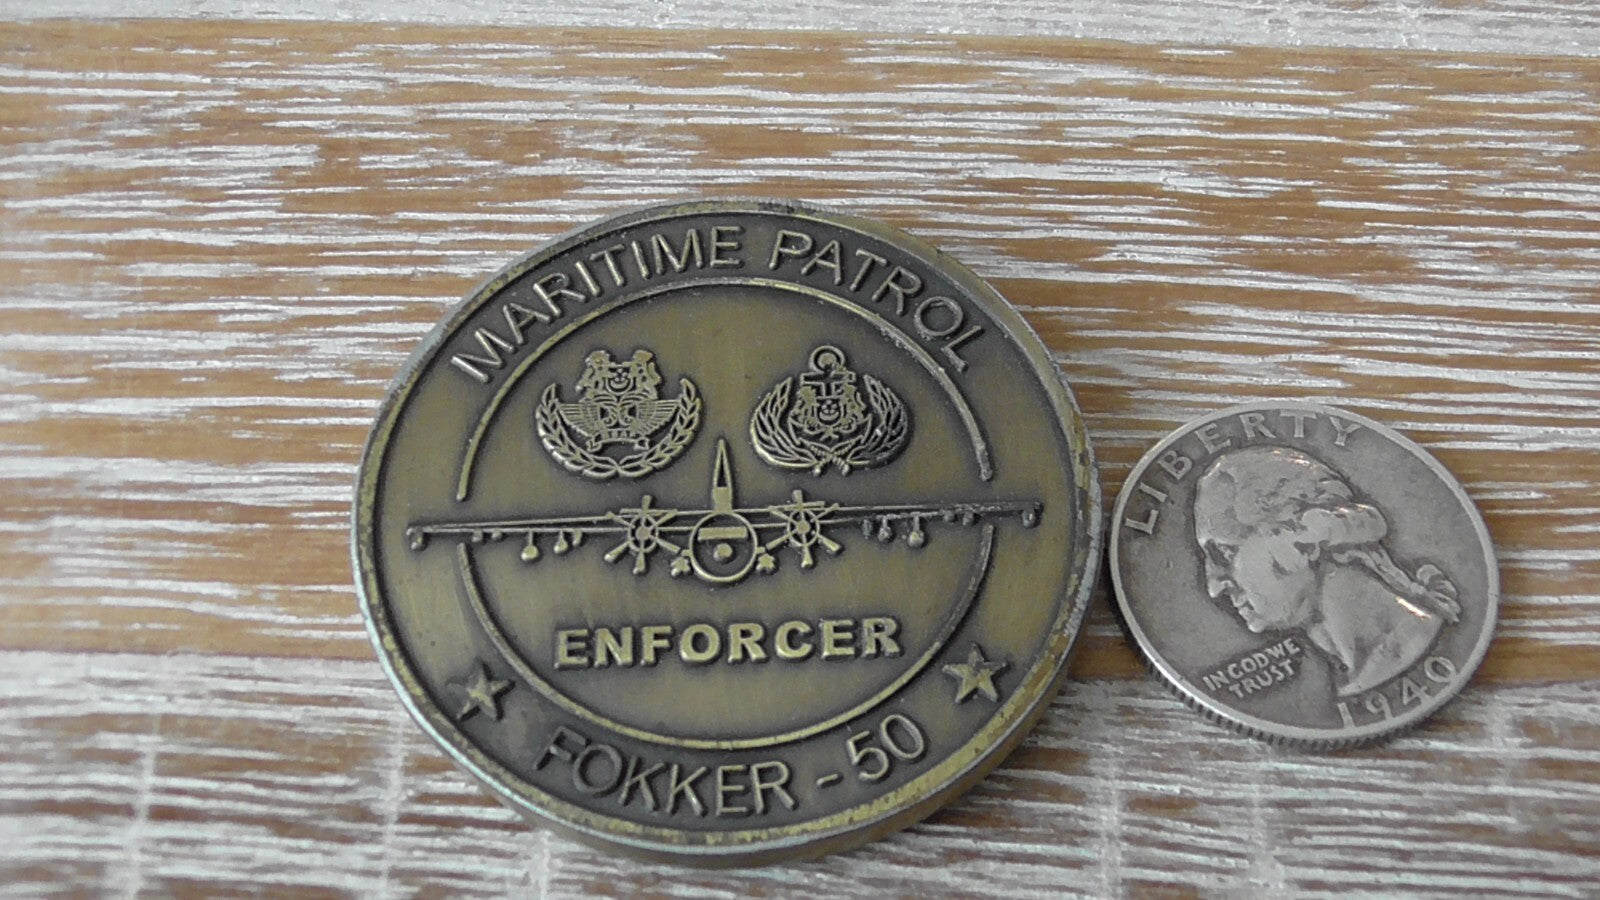 MARITIME PATROL
ENFORCER
FOKKER - 50
LIBERTY
IN GOD WE
TRUST
1940